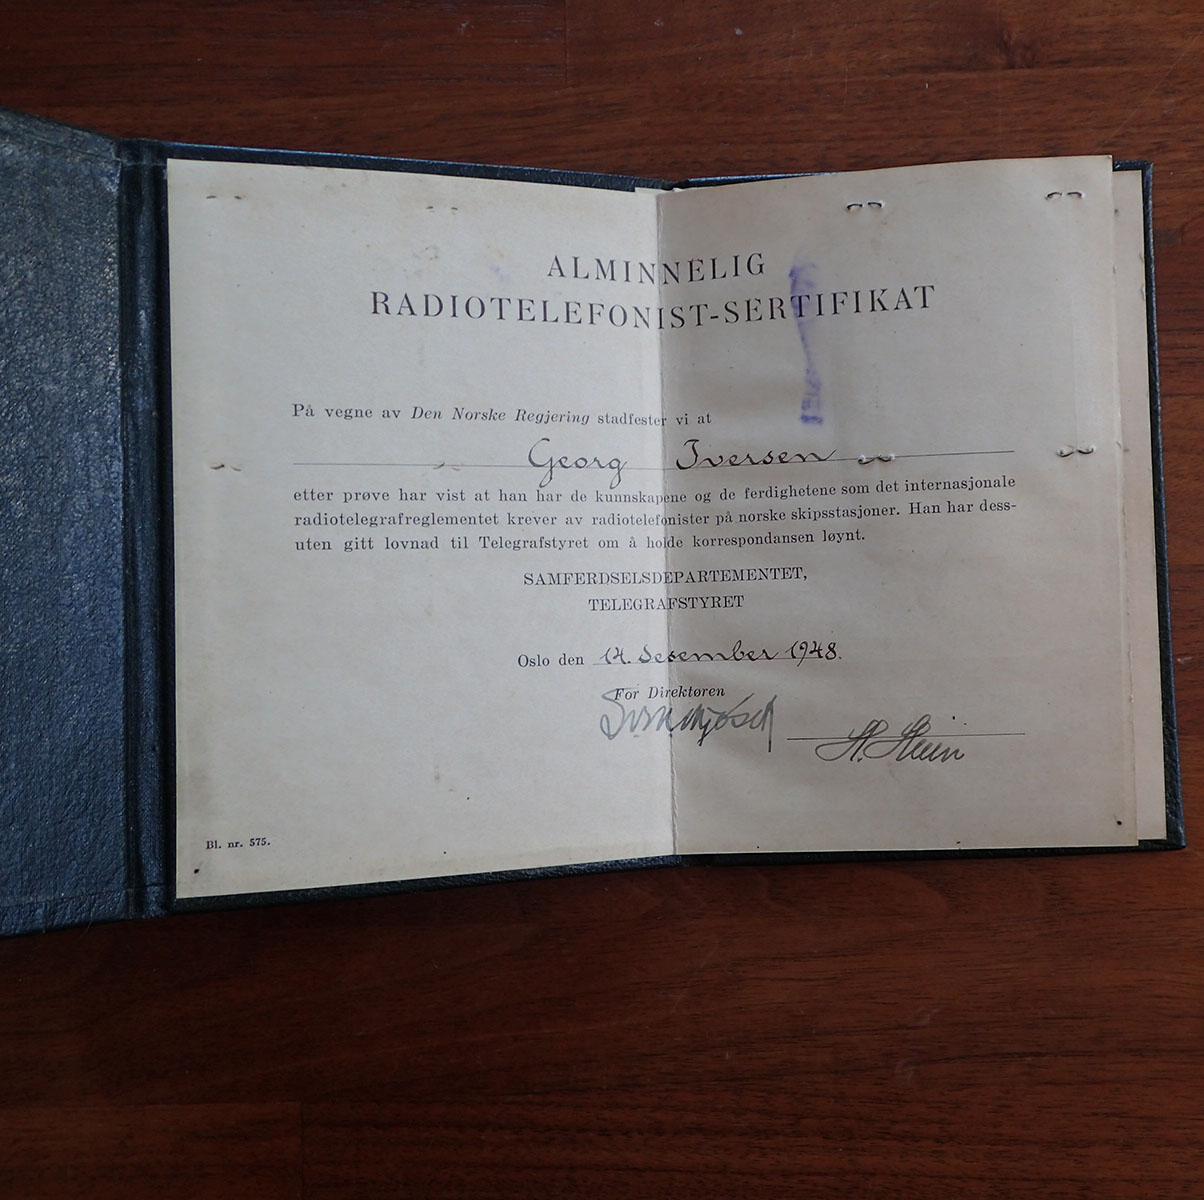 ALMINNELIG
RADIOTELEFONIST-SERTIFIKAT
På vegne av Den Norske Regjering stadfester vi at
Georg Iversen
etter prøve har vist at han har de kunnskapene og de ferdighetene som det internasjonale
radiotelegrafreglementet krever av radiotelefonister på norske skipsstasjoner. Han har dess-
uten gitt lovnad til Telegrafstyret om å holde korrespondansen løynt.
SAMFERDSELSDEPARTEMENTET,
TELEGRAFSTYRET
Oslo den 14. desember 1948.
For Direktøren
Bl. nr. 575.